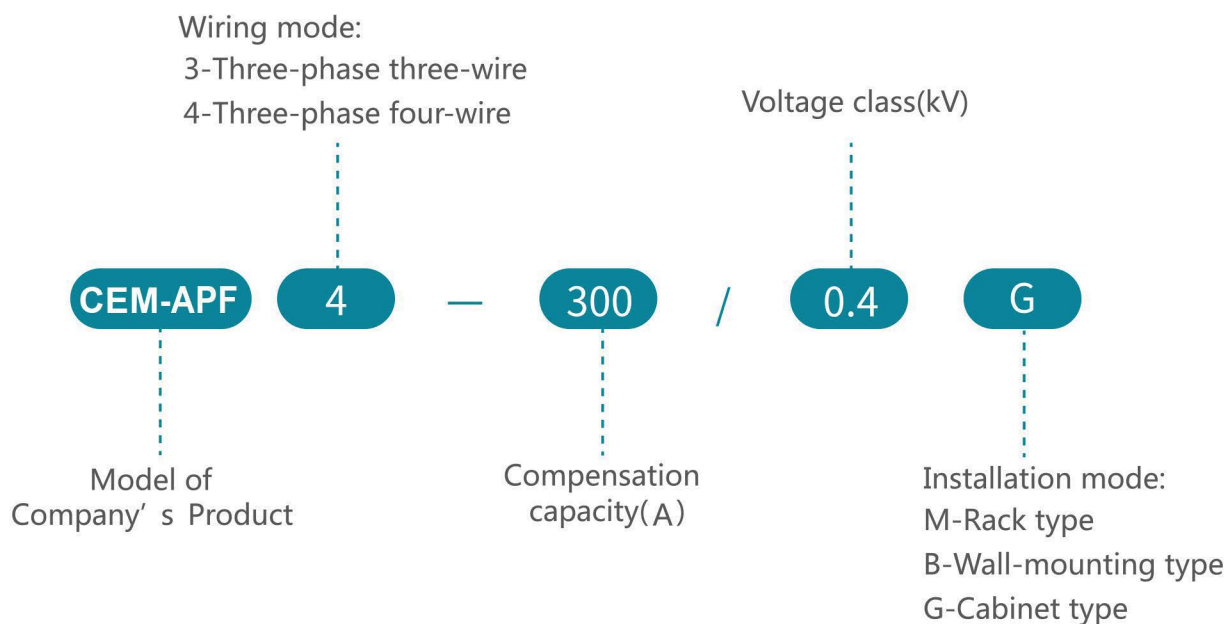 Wiring mode:
3-Three-phase three-wire
4-Three-phase four-wire
Voltage class(kV)
CEM-APF 4 — 300 / 0.4 G
Model of
Company's Product
Compensation
capacity(A)
Installation mode:
M-Rack type
B-Wall-mounting type
G-Cabinet type